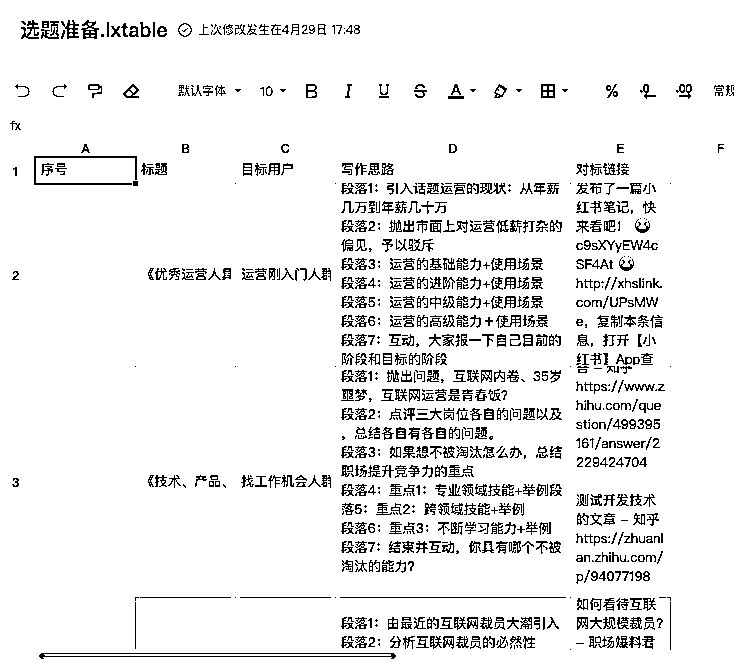 选题准备.lxtable 上次修改发生在4月29日 17:48
默认字体 10 B I U S A % .0 .00 常规
fx
A B C D E F
1 序号 标题 目标用户 写作思路 对标链接
段落1：引入话题运营的现状：从年薪
几万到年薪几十万
段落2：抛出市面上对运营低薪打杂的
偏见，予以驳斥
段落3：运营的基础能力+使用场景
段落4：运营的进阶能力+使用场景
段落5：运营的中级能力+使用场景
段落6：运营的高级能力＋使用场景
段落7：互动，大家报一下自己目前的
阶段和目标的阶段
发布了一篇小
红书笔记，快
来看吧！😀
c9sXYyEW4c
SF4At 😀
http://xhslink.
com/UPsMW
e，复制本条信
息，打开【小
红书】App查
2 《优秀运营人具 运营刚入门人群
段落1：抛出问题，互联网内卷、35岁
噩梦，互联网运营是青春饭？
段落2：点评三大岗位各自的问题以及
，总结各自有各自的问题。
段落3：如果想不被淘汰怎么办，总结
职场提升竞争力的重点
段落4：重点1：专业领域技能+举例段
落5：重点2：跨领域技能+举例
段落6：重点3：不断学习能力+举例
段落7：结束并互动，你具有哪个不被
淘汰的能力？
答 – 知乎
https://www.z
hihu.com/que
stion/499395
161/answer/2
229424704
测试开发技术
的文章 – 知乎
https://zhuanl
an.zhihu.com/
p/94077198
3 《技术、产品、 找工作机会人群
段落1：由最近的互联网裁员大潮引入
段落2：分析互联网裁员的必然性
如何看待互联
网大规模裁员？
– 职场爆料君